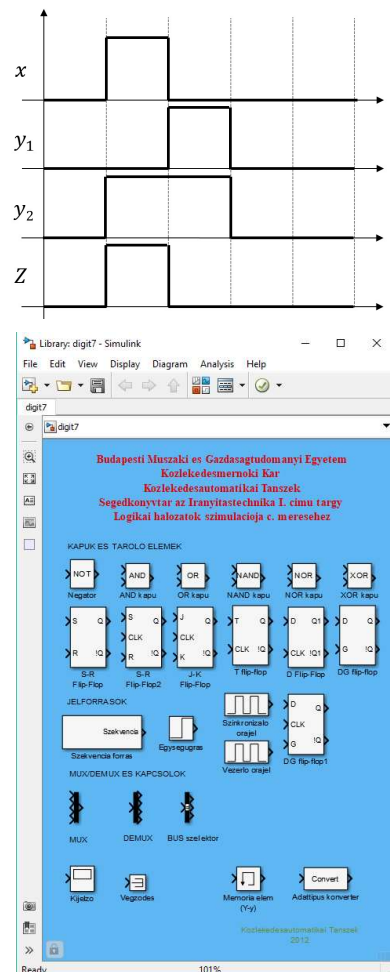 x
y₁
y₂
Z
Library: digit7 - Simulink
File Edit View Display Diagram Analysis Help
digit7
digit7
Budapesti Muszaki es Gazdasagtudomanyi Egyetem
Kozlekedesmernoki Kar
Kozlekedesautomatikai Tanszek
Segedkonyvtar az Iranyitastechnika I. cimu targy
Logikai halozatok szimulacioja c. meresehez
KAPUK ES TAROLO ELEMEK
NOT AND OR NAND NOR XOR
Negator AND kapu OR kapu NAND kapu NOR kapu XOR kapu
S Q S Q J Q T Q D Q1 D Q
CLK CLK
R !Q R !Q K !Q CLK !Q CLK !Q1 G !Q
S-R Flip-Flop
S-R Flip-Flop2
J-K Flip-Flop
T flip-flop
D Flip-Flop
DG flip-flop
JELFORRASOK
Szekvencia
Szekvencia forras
Egysegugras
Szinkronizalo orajel
Vezerlo orajel
D Q
CLK
G !Q
DG flip-flop1
MUX/DEMUX ES KAPCSOLOK
MUX DEMUX BUS szelektor
Convert
Kijelzo Vegzodes Memoria elem (Y-y) Adattipus konverter
Kozlekedesautomatikai Tanszek
2012
Ready 101%